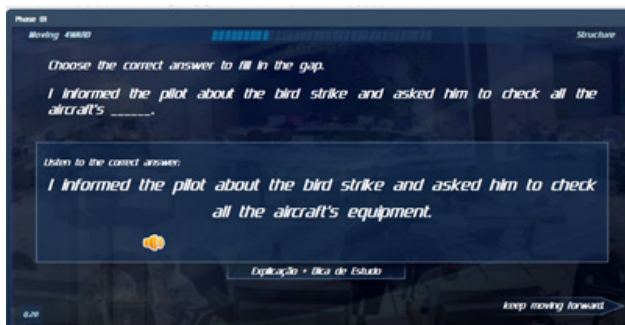 Phase 01
Moving 4WARD
Structure
Choose the correct answer to fill in the gap.
I informed the pilot about the bird strike and asked him to check all the
aircraft's ______.
Listen to the correct answer:
I informed the pilot about the bird strike and asked him to check
all the aircraft's equipment.
Explicação + Dica de Estudo
keep moving forward